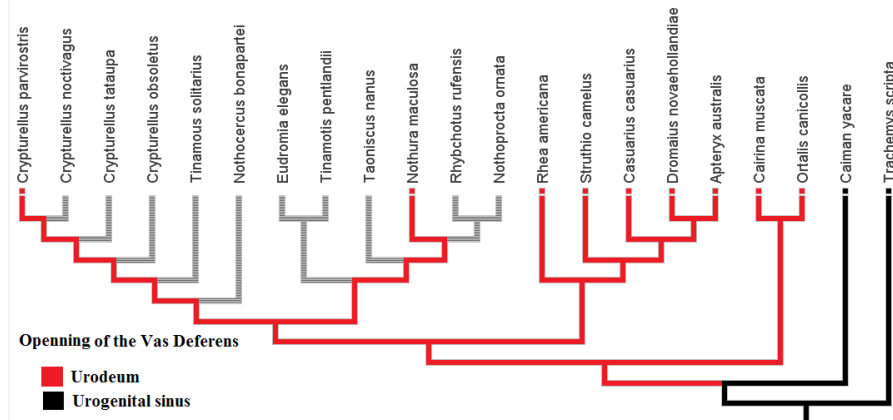 Crypturellus parvirostris
Crypturellus noctivagus
Crypturellus tataupa
Crypturellus obsoletus
Tinamous solitarius
Nothocercus bonapartei
Eudromia elegans
Tinamotis pentlandii
Taoniscus nanus
Nothura maculosa
Rhybchotus rufensis
Nothoprocta ornata
Rhea americana
Struthio camelus
Casuarius casuarius
Dromaius novaehollandiae
Apteryx australis
Cairina muscata
Ortalis canicollis
Caiman yacare
Trachemys scripta
Openning of the Vas Deferens
Urodeum
Urogenital sinus